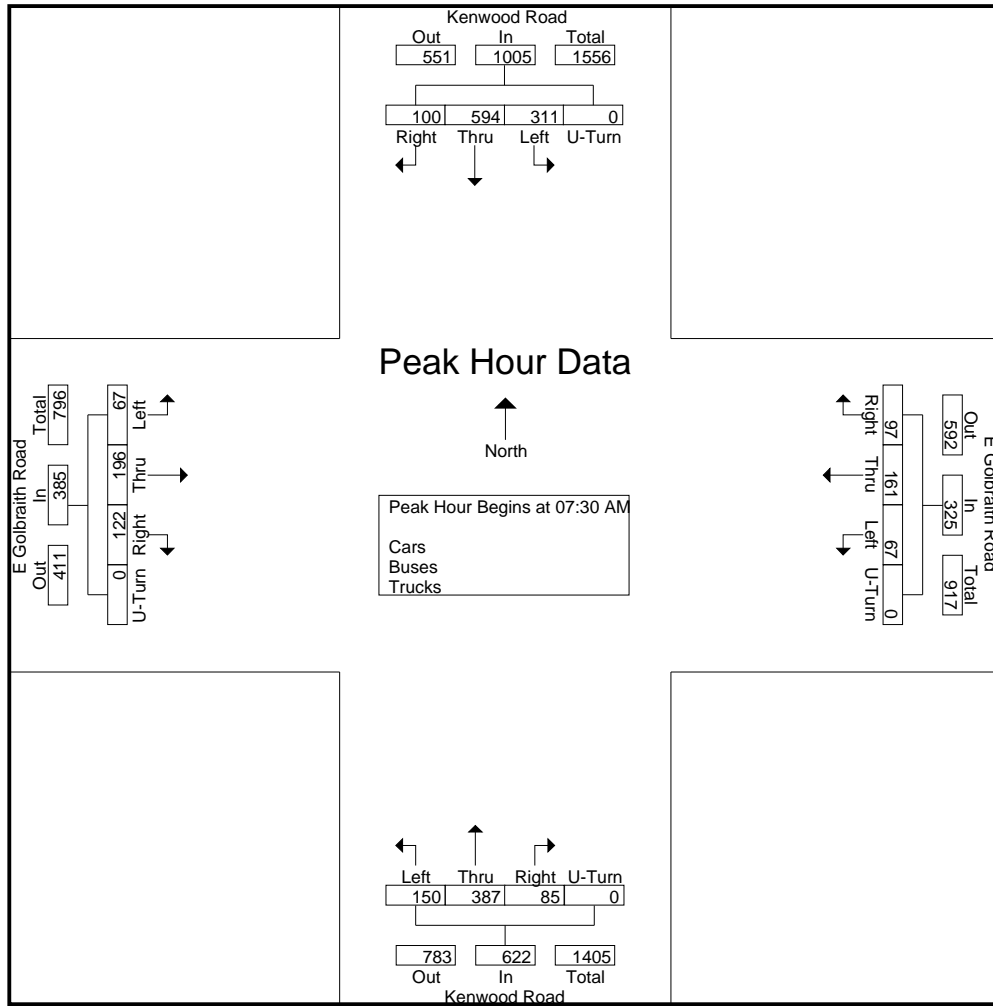 Kenwood Road
Out In Total
551 1005 1556
100 594 311 0
Right Thru Left U-Turn
Peak Hour Data
North
Peak Hour Begins at 07:30 AM
Cars
Buses
Trucks
E Golbraith Road
Out In Total
411 385 796
0 122 196 67
U-Turn Right Thru Left
E Golbraith Road
Out In Total
592 325 917
97 161 67 0
Right Thru Left U-Turn
Left Thru Right U-Turn
150 387 85 0
783 622 1405
Out In Total
Kenwood Road